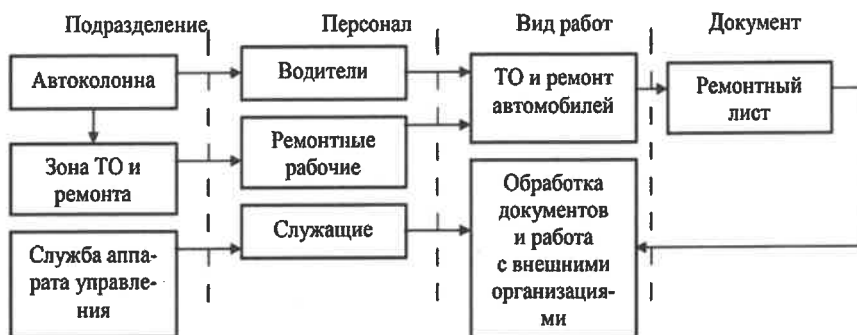 Подразделение
Персонал
Вид работ
Документ
Автоколонна
Водители
ТО и ремонт
автомобилей
Ремонтный
лист
Зона ТО и
ремонта
Ремонтные
рабочие
Служба аппа-
рата управле-
ния
Служащие
Обработка
документов
и работа
с внешними
организация-
ми